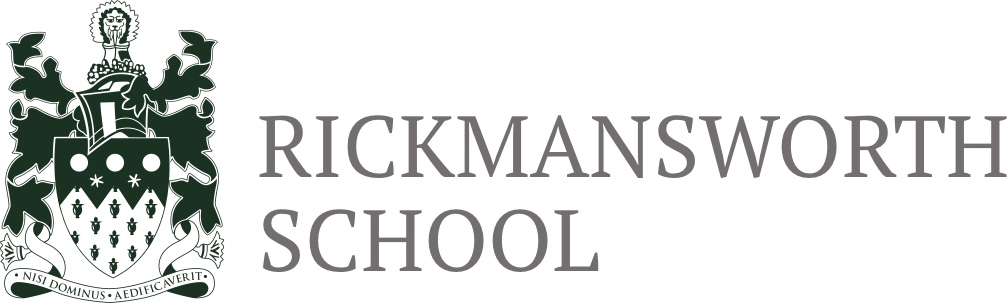 RICKMANSWORTH
SCHOOL
• NISI DOMINUS • AEDIFICAVERIT •